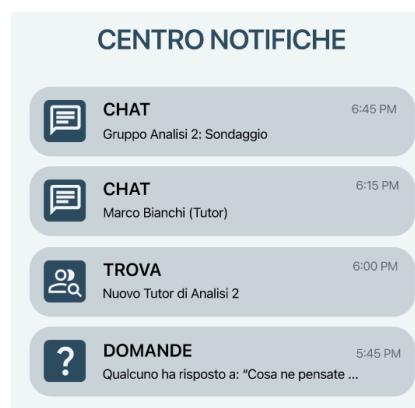 CENTRO NOTIFICHE
CHAT
6:45 PM
Gruppo Analisi 2: Sondaggio
CHAT
6:15 PM
Marco Bianchi (Tutor)
TROVA
6:00 PM
Nuovo Tutor di Analisi 2
DOMANDE
5:45 PM
Qualcuno ha risposto a: “Cosa ne pensate ...